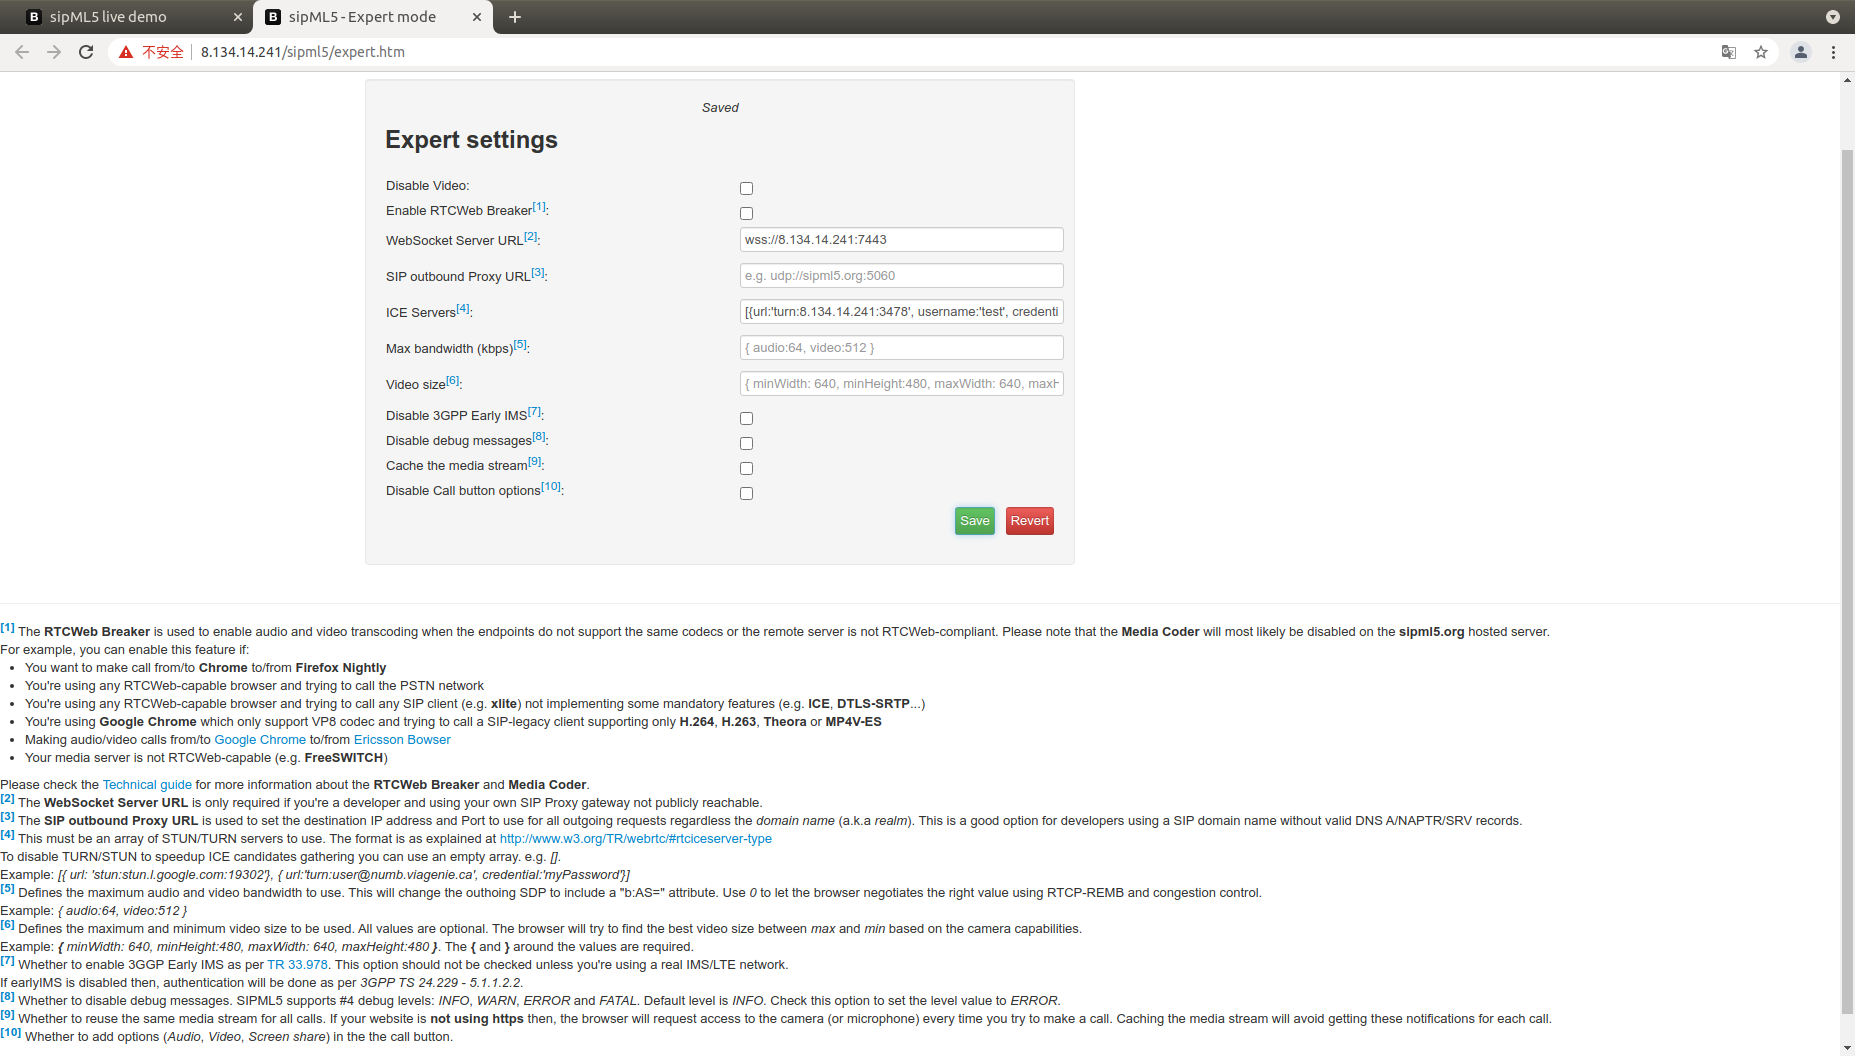 sipML5 live demo
sipML5 - Expert mode
不安全 8.134.14.241/sipml5/expert.htm
Saved
Expert settings
Disable Video:
Enable RTCWeb Breaker[1]:
WebSocket Server URL[2]: wss://8.134.14.241:7443
SIP outbound Proxy URL[3]: e.g. udp://sipml5.org:5060
ICE Servers[4]: [{url:'turn:8.134.14.241:3478', username:'test', credenti
Max bandwidth (kbps)[5]: { audio:64, video:512 }
Video size[6]: { minWidth: 640, minHeight:480, maxWidth: 640, maxH
Disable 3GPP Early IMS[7]:
Disable debug messages[8]:
Cache the media stream[9]:
Disable Call button options[10]:
Save Revert
[1] The RTCWeb Breaker is used to enable audio and video transcoding when the endpoints do not support the same codecs or the remote server is not RTCWeb-compliant. Please note that the Media Coder will most likely be disabled on the sipml5.org hosted server.
For example, you can enable this feature if:
• You want to make call from/to Chrome to/from Firefox Nightly
• You're using any RTCWeb-capable browser and trying to call the PSTN network
• You're using any RTCWeb-capable browser and trying to call any SIP client (e.g. xlite) not implementing some mandatory features (e.g. ICE, DTLS-SRTP...)
• You're using Google Chrome which only support VP8 codec and trying to call a SIP-legacy client supporting only H.264, H.263, Theora or MP4V-ES
• Making audio/video calls from/to Google Chrome to/from Ericsson Bowser
• Your media server is not RTCWeb-capable (e.g. FreeSWITCH)
Please check the Technical guide for more information about the RTCWeb Breaker and Media Coder.
[2] The WebSocket Server URL is only required if you're a developer and using your own SIP Proxy gateway not publicly reachable.
[3] The SIP outbound Proxy URL is used to set the destination IP address and Port to use for all outgoing requests regardless the domain name (a.k.a realm). This is a good option for developers using a SIP domain name without valid DNS A/NAPTR/SRV records.
[4] This must be an array of STUN/TURN servers to use. The format is as explained at http://www.w3.org/TR/webrtc/#rtciceserver-type
To disable TURN/STUN to speedup ICE candidates gathering you can use an empty array. e.g. [].
Example: [{ url: 'stun:stun.l.google.com:19302'}, { url:'turn:user@numb.viagenie.ca', credential:'myPassword'}]
[5] Defines the maximum audio and video bandwidth to use. This will change the outhoing SDP to include a "b:AS=" attribute. Use 0 to let the browser negotiates the right value using RTCP-REMB and congestion control.
Example: { audio:64, video:512 }
[6] Defines the maximum and minimum video size to be used. All values are optional. The browser will try to find the best video size between max and min based on the camera capabilities.
Example: { minWidth: 640, minHeight:480, maxWidth: 640, maxHeight:480 }. The { and } around the values are required.
[7] Whether to enable 3GGP Early IMS as per TR 33.978. This option should not be checked unless you're using a real IMS/LTE network.
If earlyIMS is disabled then, authentication will be done as per 3GPP TS 24.229 - 5.1.1.2.2.
[8] Whether to disable debug messages. SIPML5 supports #4 debug levels: INFO, WARN, ERROR and FATAL. Default level is INFO. Check this option to set the level value to ERROR.
[9] Whether to reuse the same media stream for all calls. If your website is not using https then, the browser will request access to the camera (or microphone) every time you try to make a call. Caching the media stream will avoid getting these notifications for each call.
[10] Whether to add options (Audio, Video, Screen share) in the the call button.